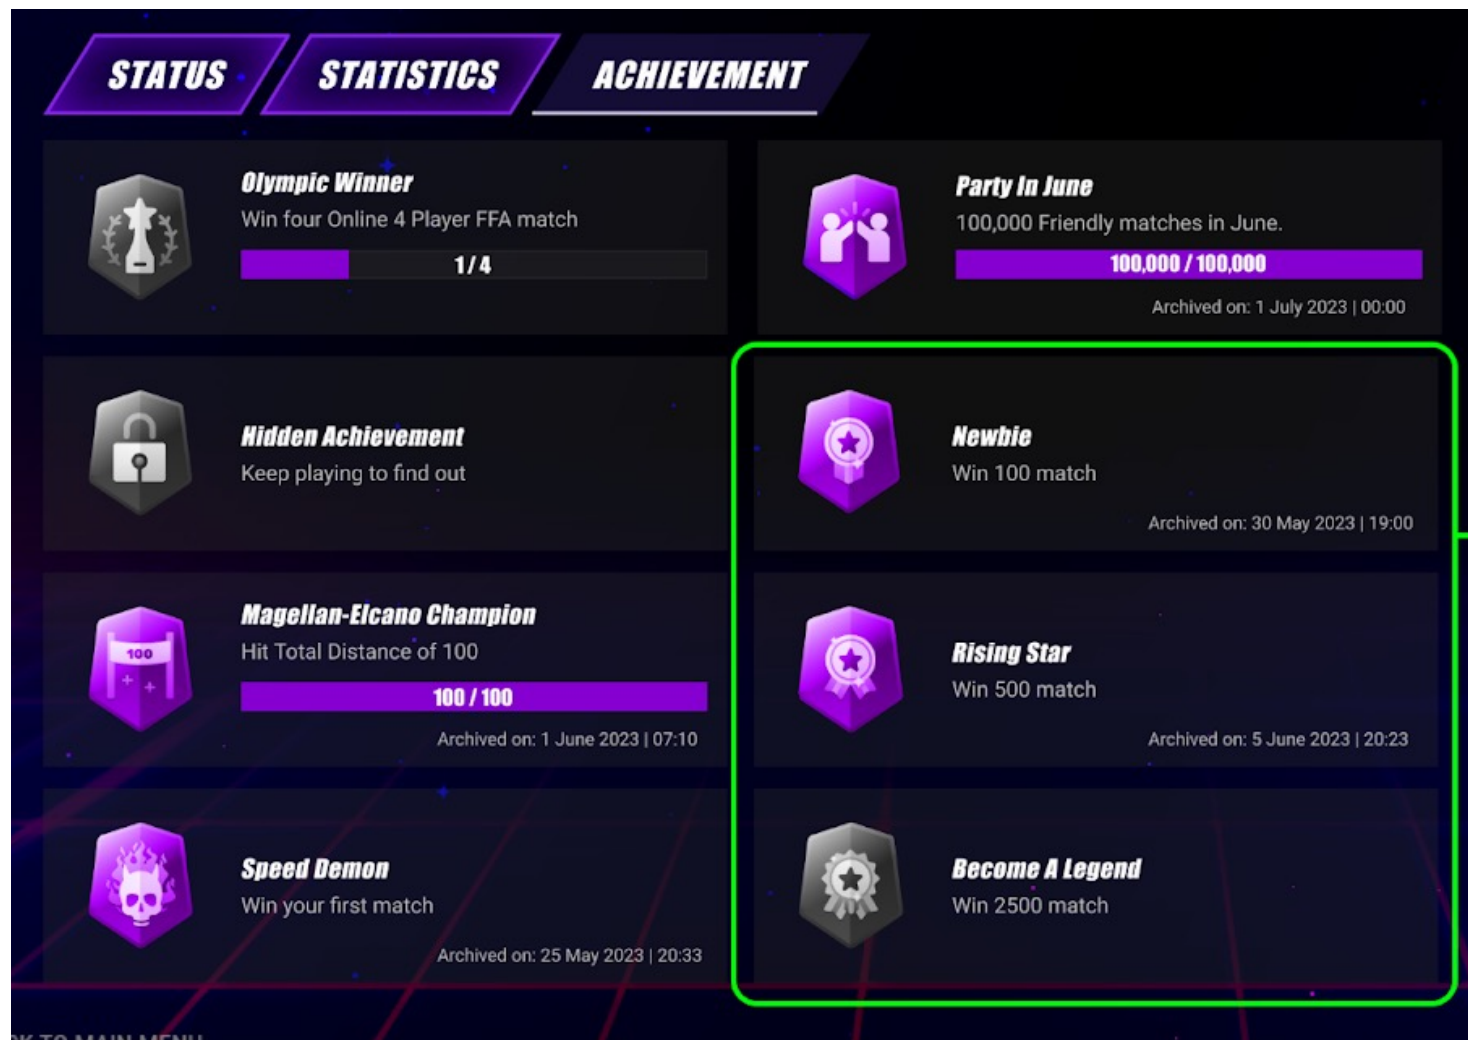 STATUS
STATISTICS
ACHIEVEMENT
Olympic Winner
Win four Online 4 Player FFA match
1 / 4
Party In June
100,000 Friendly matches in June.
100,000 / 100,000
Archived on: 1 July 2023 | 00:00
Hidden Achievement
Keep playing to find out
Newbie
Win 100 match
Archived on: 30 May 2023 | 19:00
100
Magellan-Elcano Champion
Hit Total Distance of 100
100 / 100
Archived on: 1 June 2023 | 07:10
Rising Star
Win 500 match
Archived on: 5 June 2023 | 20:23
Speed Demon
Win your first match
Archived on: 25 May 2023 | 20:33
Become A Legend
Win 2500 match
TO MAIN MENU